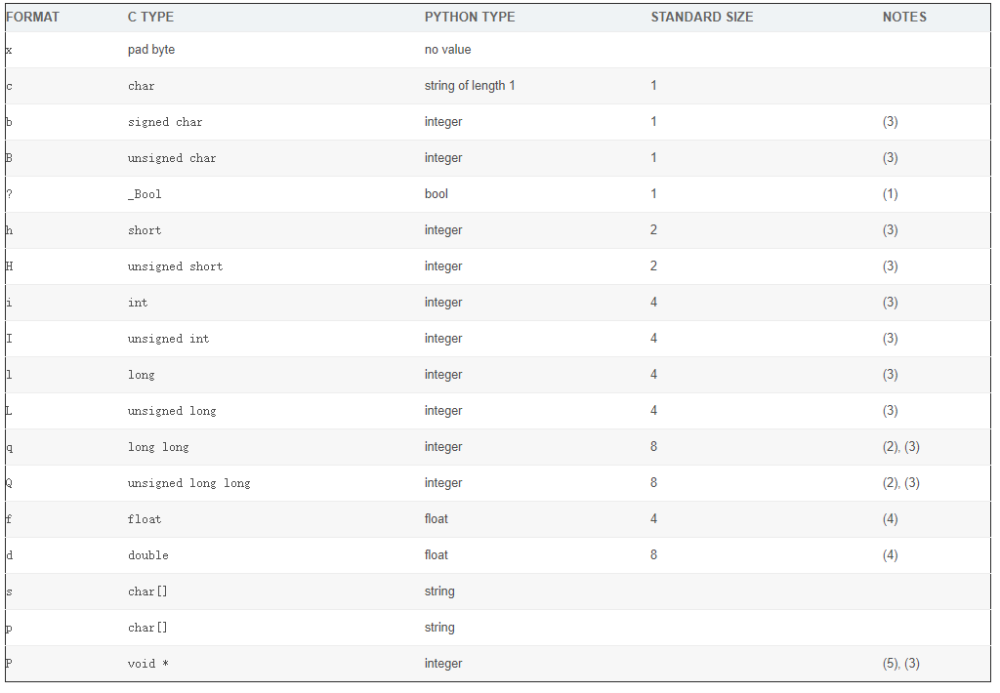 FORMAT C TYPE PYTHON TYPE STANDARD SIZE NOTES
x pad byte no value
c char string of length 1 1
b signed char integer 1 (3)
B unsigned char integer 1 (3)
? _Bool bool 1 (1)
h short integer 2 (3)
H unsigned short integer 2 (3)
i int integer 4 (3)
I unsigned int integer 4 (3)
l long integer 4 (3)
L unsigned long integer 4 (3)
q long long integer 8 (2), (3)
Q unsigned long long integer 8 (2), (3)
f float float 4 (4)
d double float 8 (4)
s char[] string
p char[] string
P void * integer (5), (3)